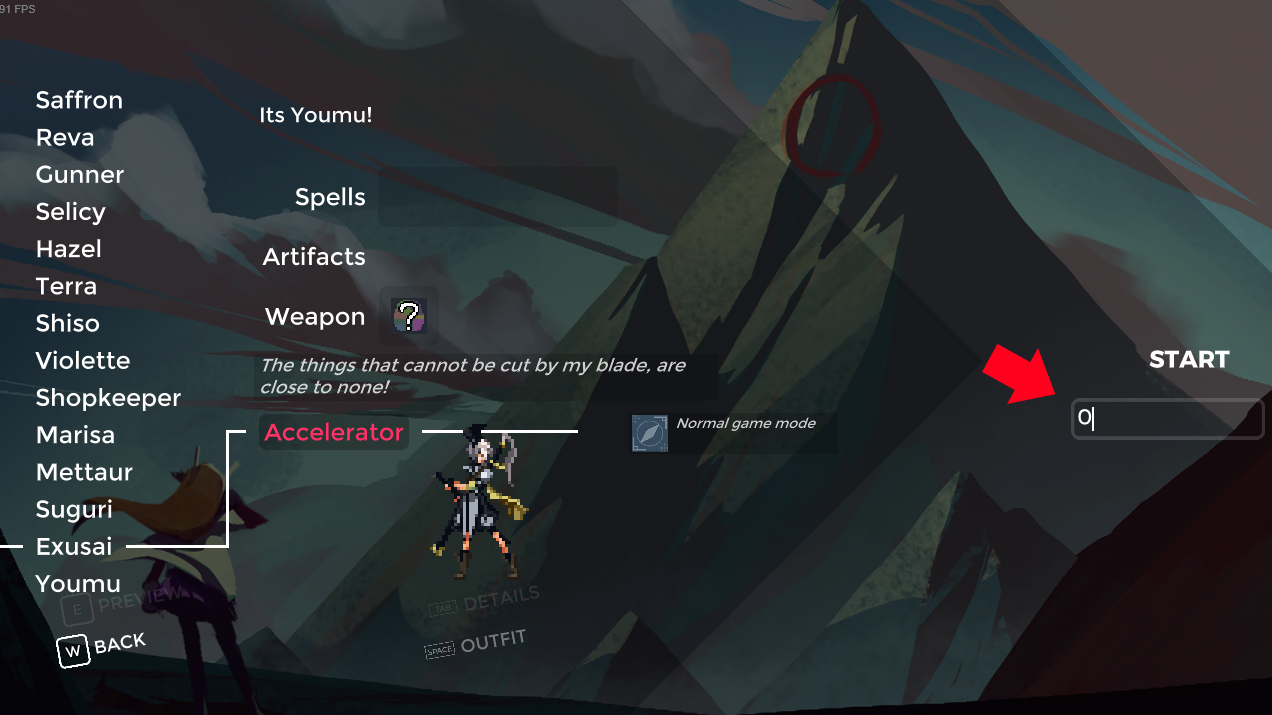 91 FPS
Saffron
Reva
Gunner
Selicy
Hazel
Terra
Shiso
Violette
Shopkeeper
Marisa
Mettaur
Suguri
Exusai
Youmu
E PREVIEW
W BACK
Its Youmu!
Spells
Artifacts
Weapon
?
The things that cannot be cut by my blade, are
close to none!
Accelerator
Normal game mode
TAB DETAILS
SPACE OUTFIT
START
O